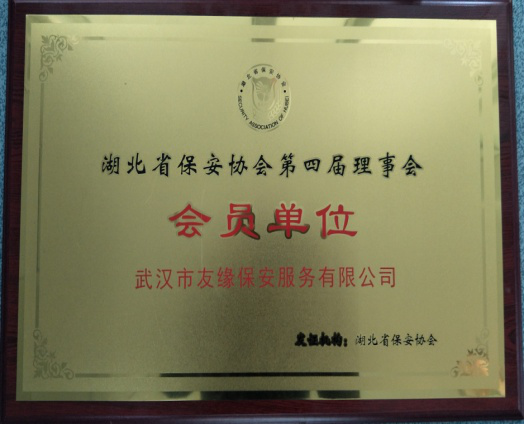 湖北省保安协会
SECURITY ASSOCIATION OF HUBEI
湖北省保安协会第四届理事会
会员单位
武汉市友缘保安服务有限公司
发证机构：湖北省保安协会